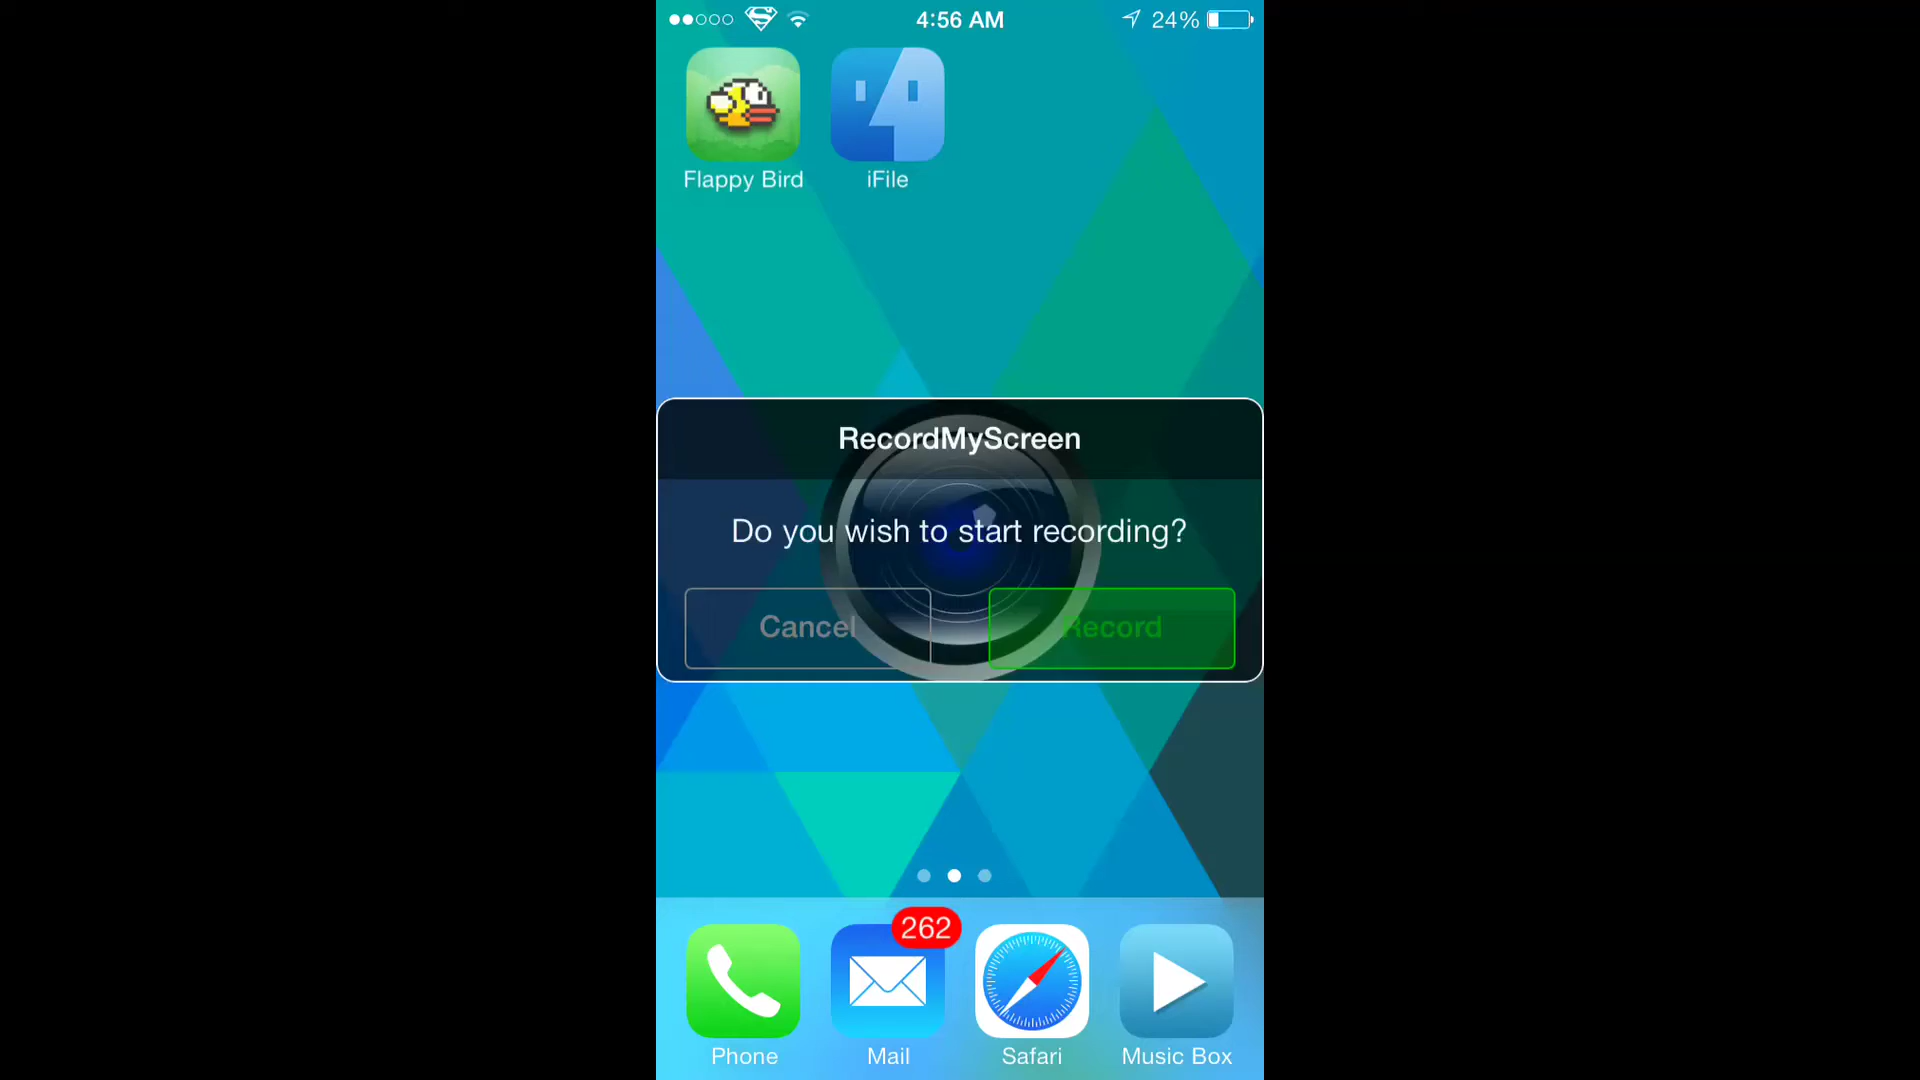 4:56 AM
24%
Flappy Bird
iFile
RecordMyScreen
Do you wish to start recording?
Cancel
Record
262
Phone
Mail
Safari
Music Box